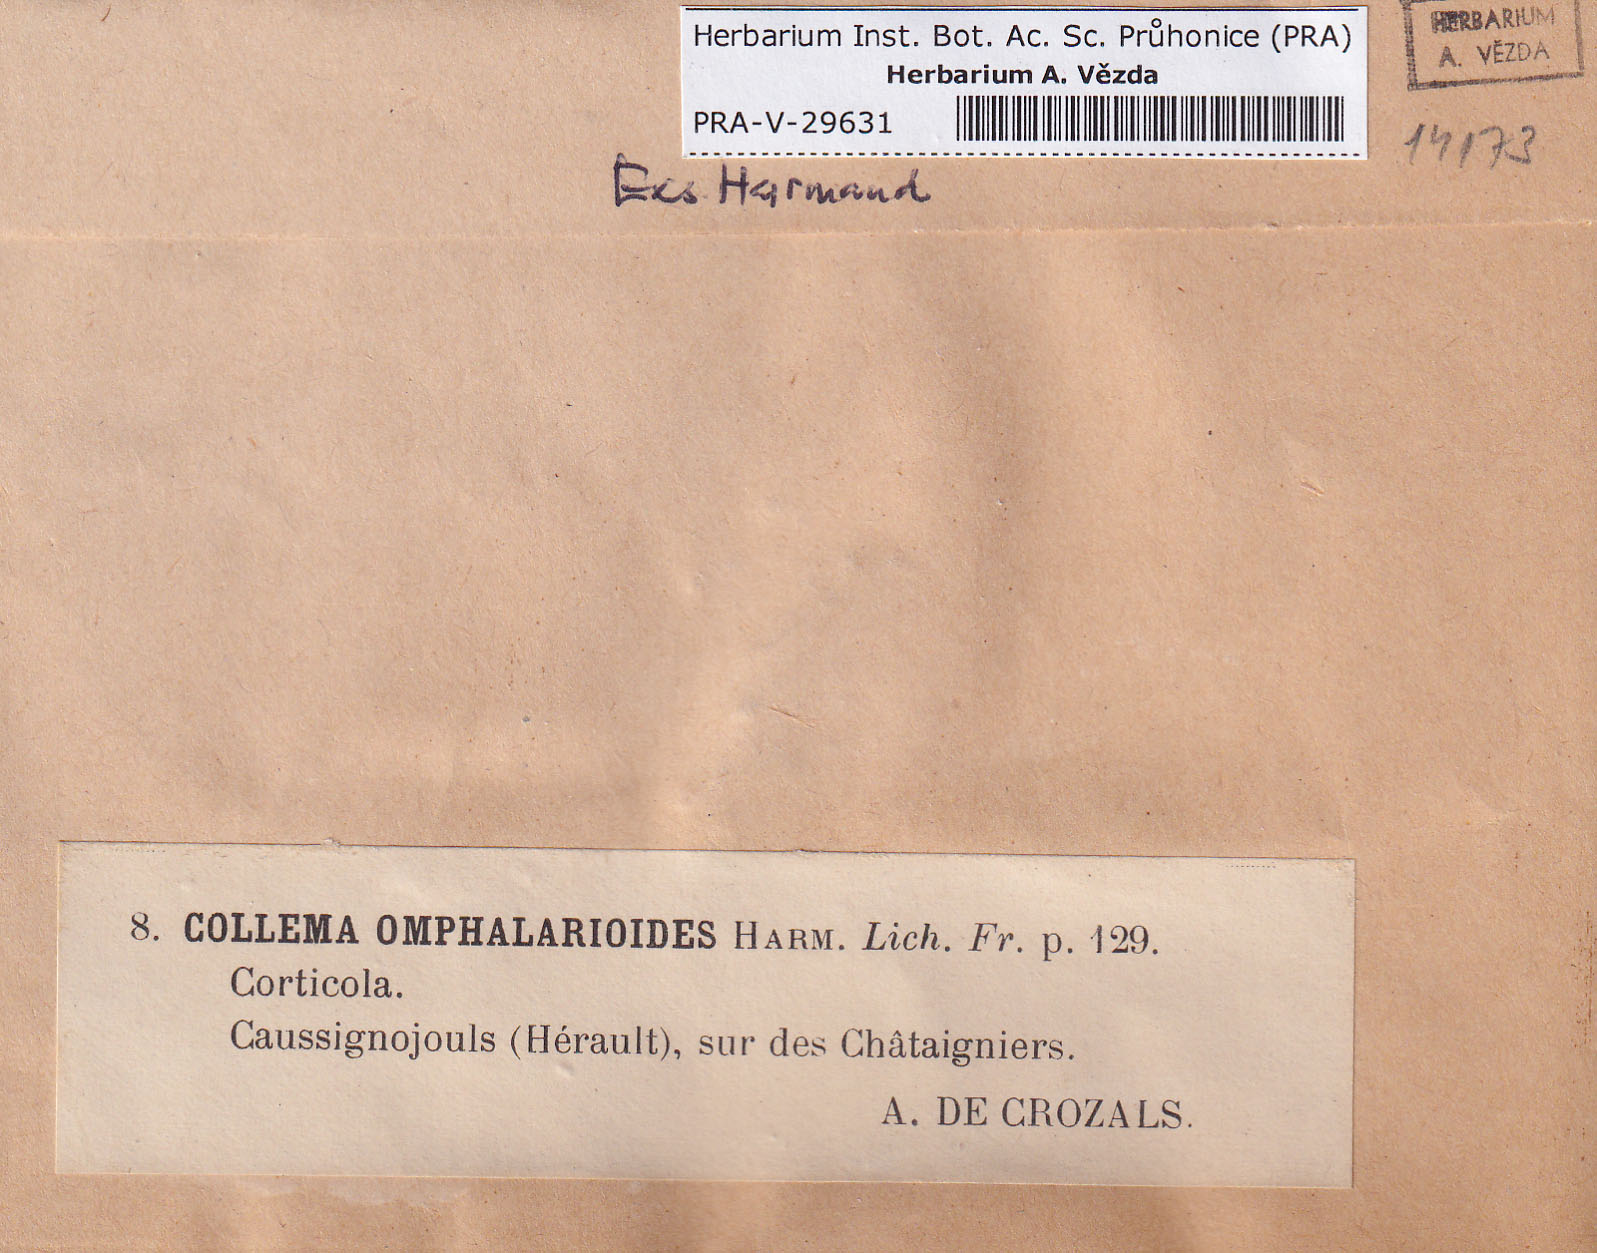 Herbarium Inst. Bot. Ac. Sc. Průhonice (PRA)
Herbarium A. Vězda
PRA-V-29631
HERBARIUM
A. VĚZDA
14173
Exs. Harmand
8. COLLEMA OMPHALARIOIDES HARM. Lich. Fr. p. 129.
Corticola.
Caussignojouls (Hérault), sur des Châtaigniers.
A. DE CROZALS.